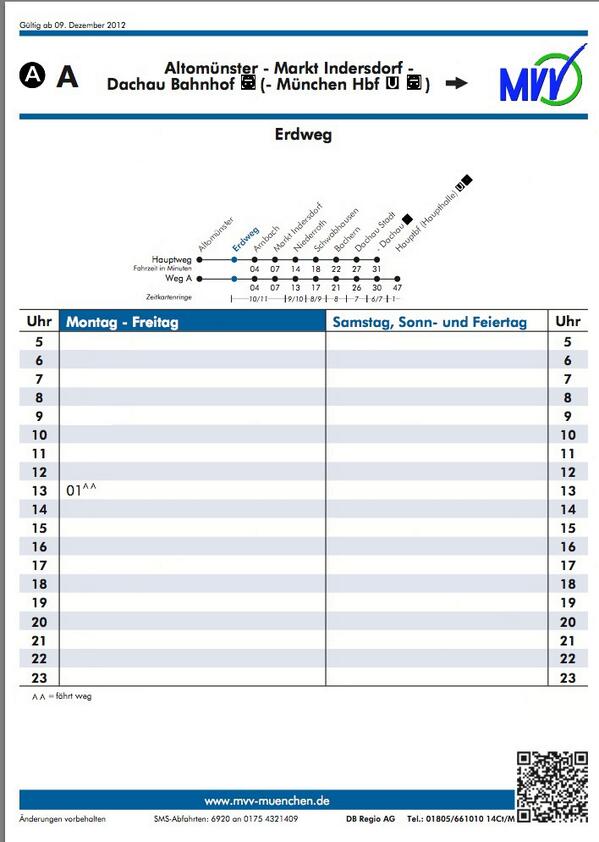 Gültig ab 09. Dezember 2012
A A Altomünster - Markt Indersdorf -
Dachau Bahnhof (- München Hbf U )
MVV
Erdweg
Altomünster
Erdweg
Arnbach
Markt Indersdorf
Niederroth
Schwabhausen
Bachern
Dachau Stadt
- Dachau
Hauptbf (Haupthalle) U
Hauptweg
Fahrzeit in Minuten 04 07 14 18 22 27 31
Weg A
04 07 13 17 21 26 30 47
Zeitkartenringe 10/11 9/10 8/9 8 7 6/7 1-
Uhr Montag - Freitag Samstag, Sonn- und Feiertag Uhr
5 5
6 6
7 7
8 8
9 9
10 10
11 11
12 12
13 01^^ 13
14 14
15 15
16 16
17 17
18 18
19 19
20 20
21 21
22 22
23 23
^^ = fährt weg
www.mvv-muenchen.de
Änderungen vorbehalten SMS-Abfahrten: 6920 an 0175 4321409 DB Regio AG Tel.: 01805/661010 14Ct/M